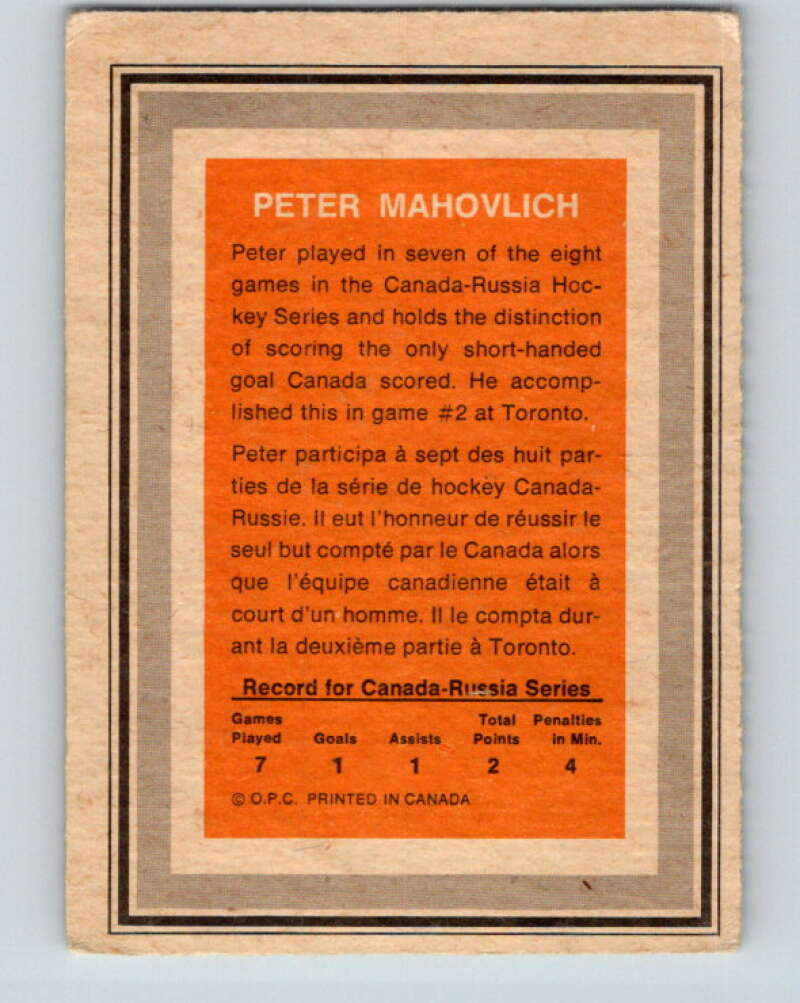 PETER MAHOVLICH
Peter played in seven of the eight
games in the Canada-Russia Hoc-
key Series and holds the distinction
of scoring the only short-handed
goal Canada scored. He accomp-
lished this in game #2 at Toronto.
Peter participa à sept des huit par-
ties de la série de hockey Canada-
Russie. Il eut l'honneur de réussir le
seul but compté par le Canada alors
que l'équipe canadienne était à
court d'un homme. Il le compta dur-
ant la deuxième partie à Toronto.
Record for Canada-Russia Series
Games Total Penalties
Played Goals Assists Points in Min.
7 1 1 2 4
© O.P.C. PRINTED IN CANADA